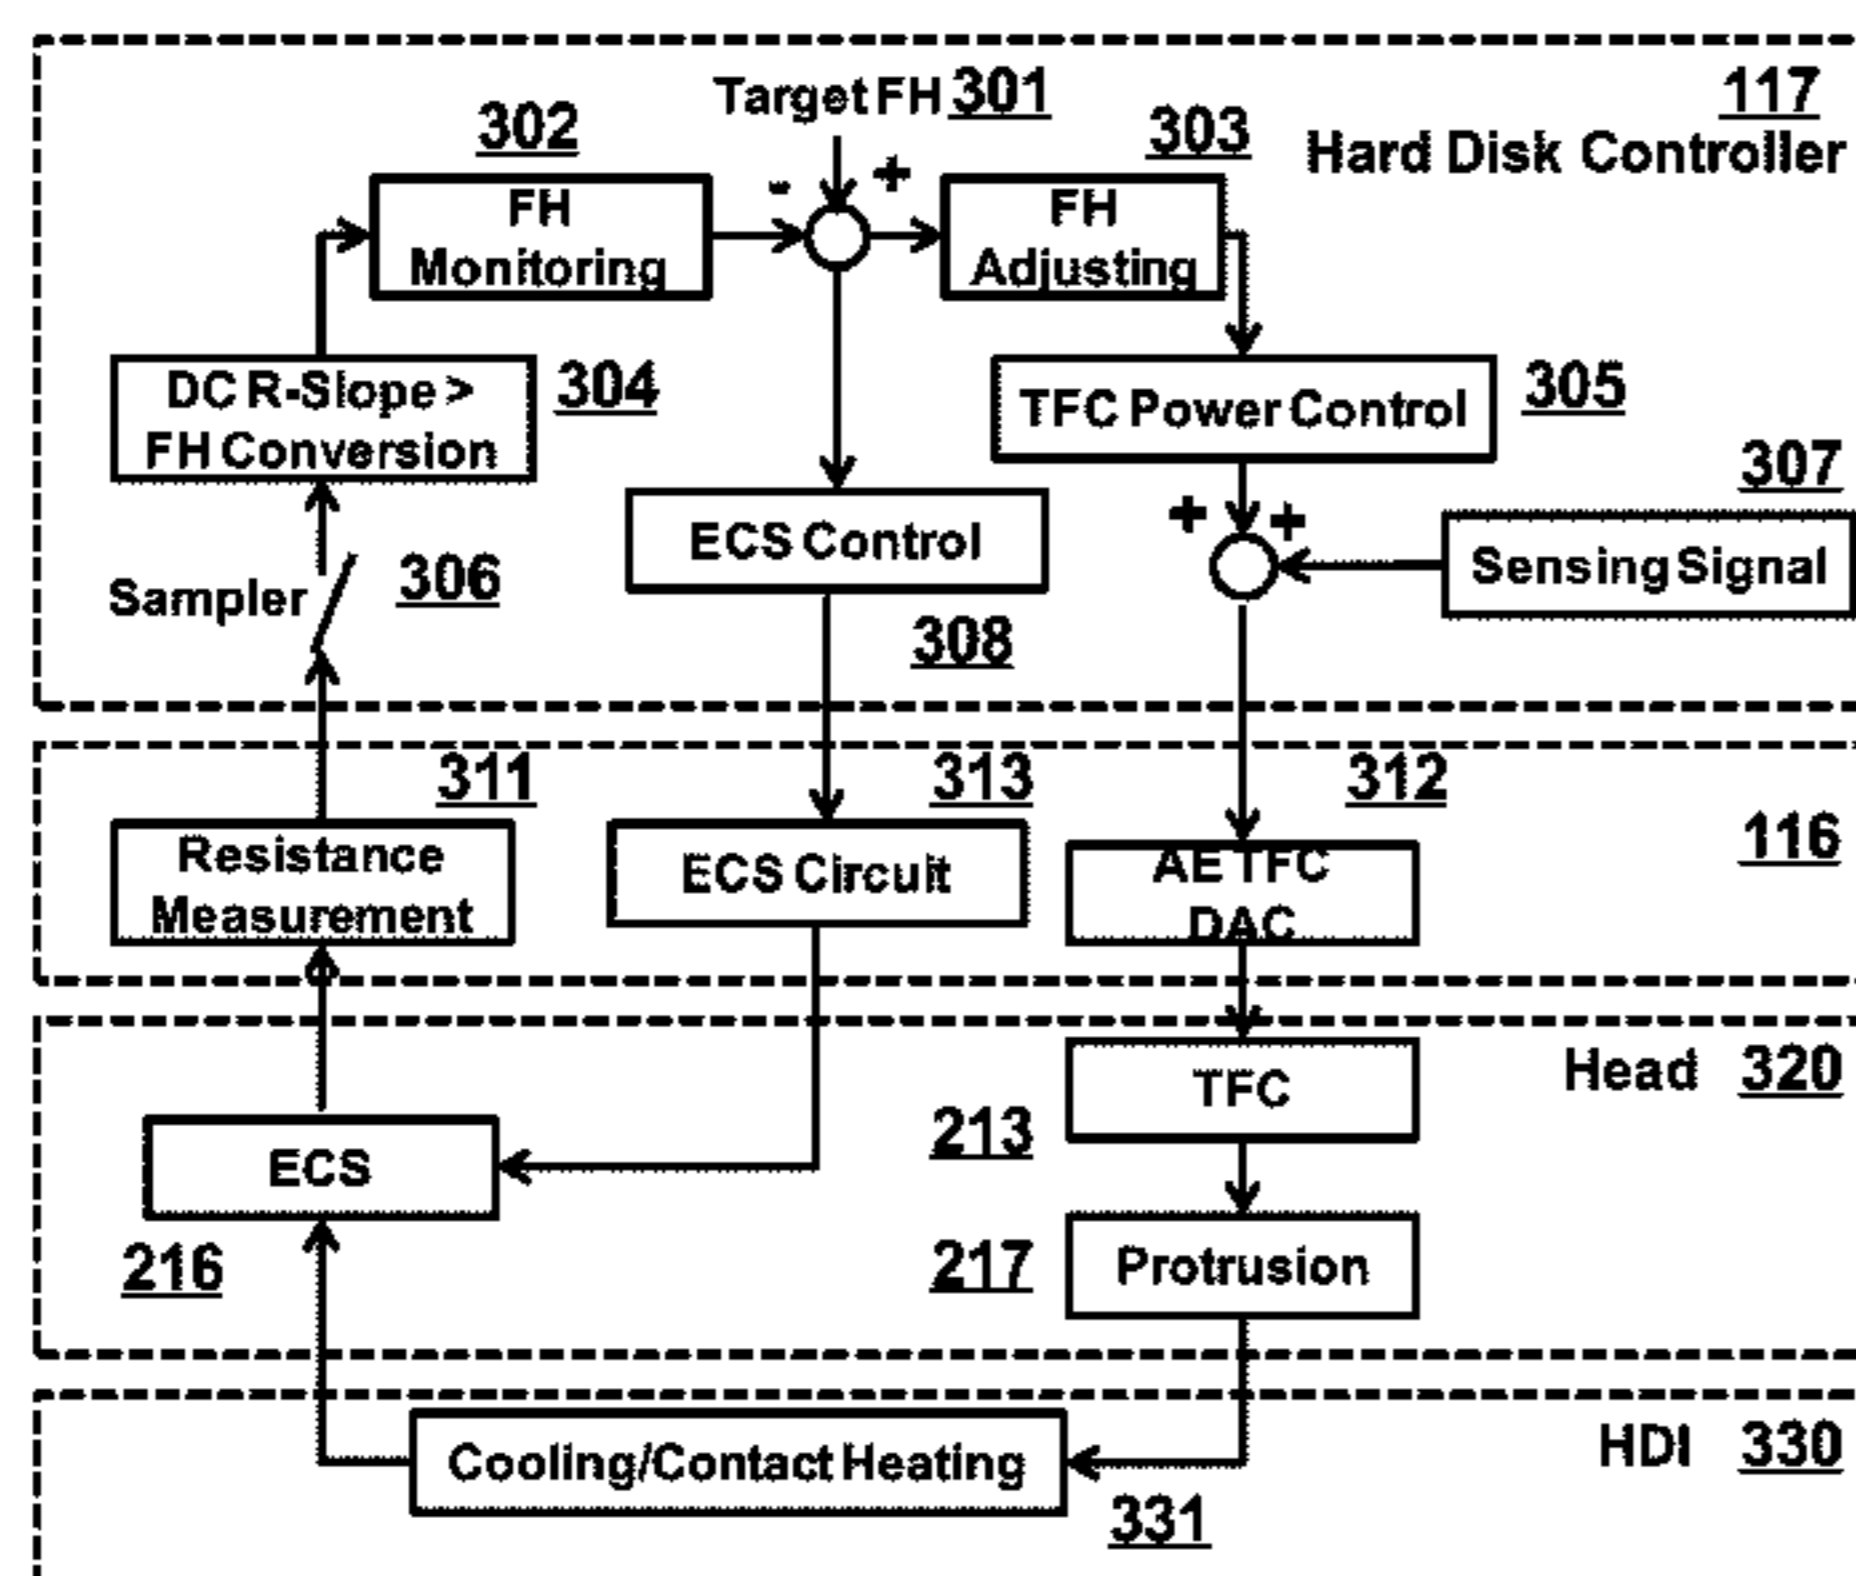 Target FH 301
117
Hard Disk Controller
302
303
- +
FH
Monitoring
FH
Adjusting
DC R-Slope >
FH Conversion
304
TFC Power Control
305
307
ECS Control
+ +
Sensing Signal
Sampler
306
308
311
313
312
116
Resistance
Measurement
ECS Circuit
AE TFC
DAC
Head 320
TFC
213
ECS
216
217
Protrusion
HDI 330
Cooling/Contact Heating
331